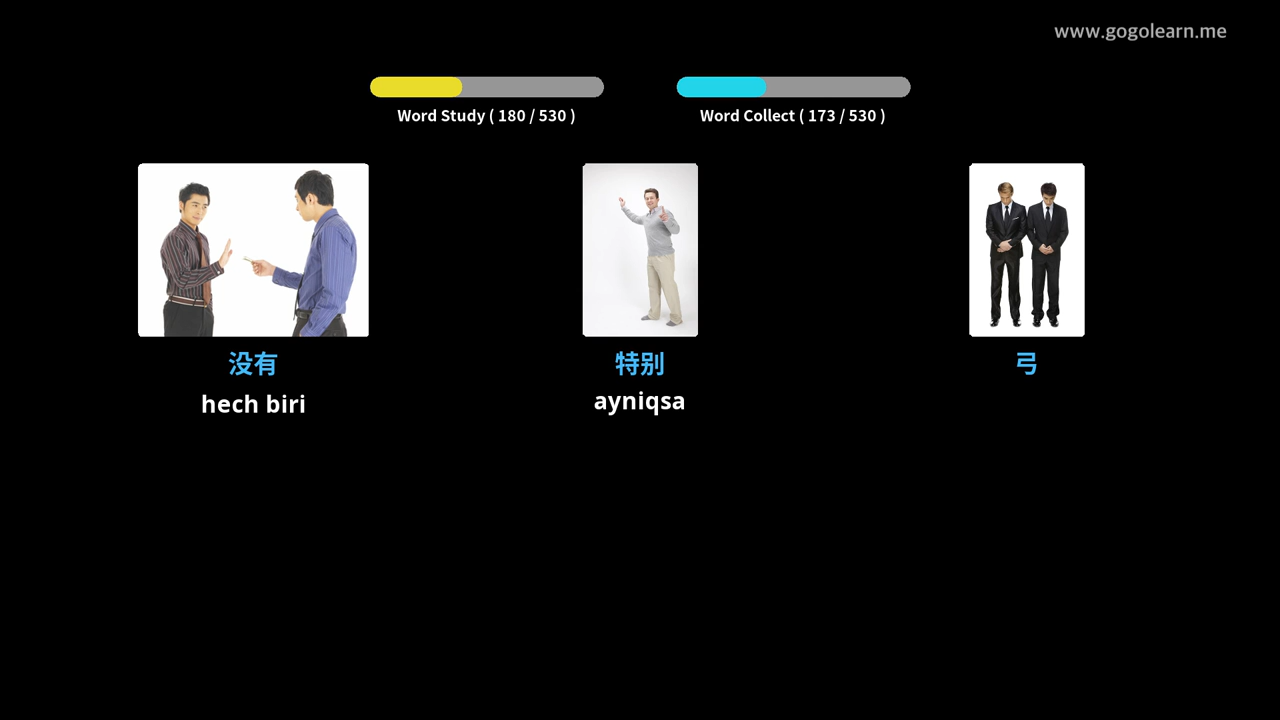 www.gogolearn.me
Word Study ( 180 / 530 )
Word Collect ( 173 / 530 )
没有
hech biri
特别
ayniqsa
弓